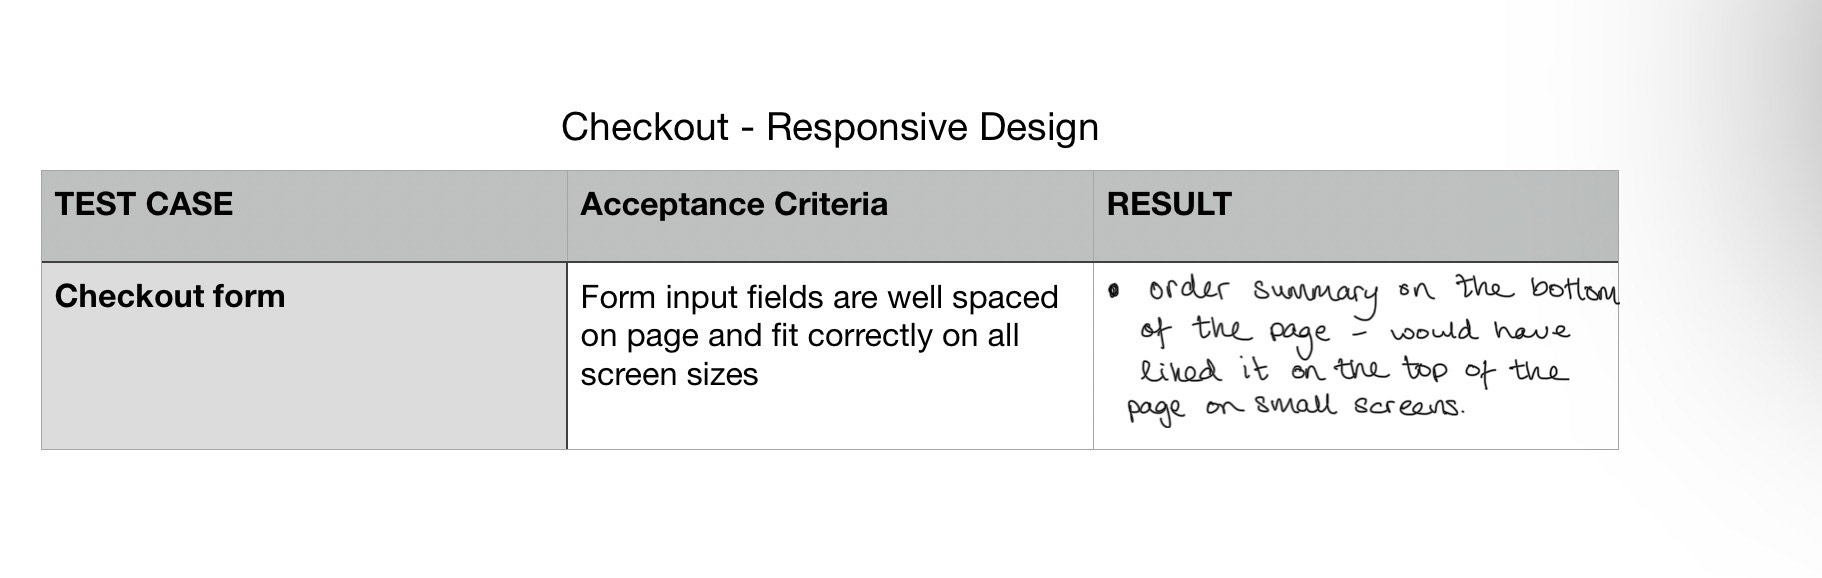 Checkout - Responsive Design
TEST CASE
Acceptance Criteria
RESULT
Checkout form
Form input fields are well spaced
on page and fit correctly on all
screen sizes
• order summary on the bottom
of the page - would have
liked it on the top of the
page on small screens.